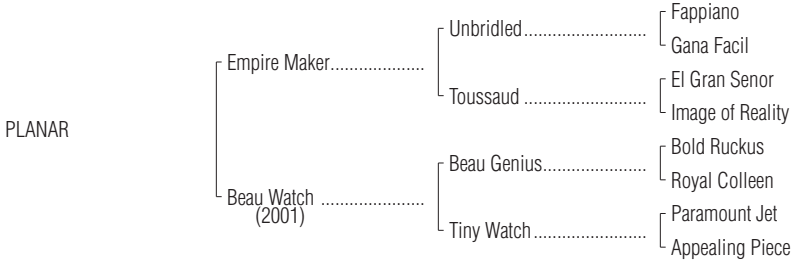 Fappiano
Unbridled..........................
Gana Facil
Empire Maker....................
El Gran Senor
Toussaud ..........................
Image of Reality
PLANAR
Bold Ruckus
Beau Genius......................
Royal Colleen
Beau Watch ......................
(2001)
Paramount Jet
Tiny Watch........................
Appealing Piece